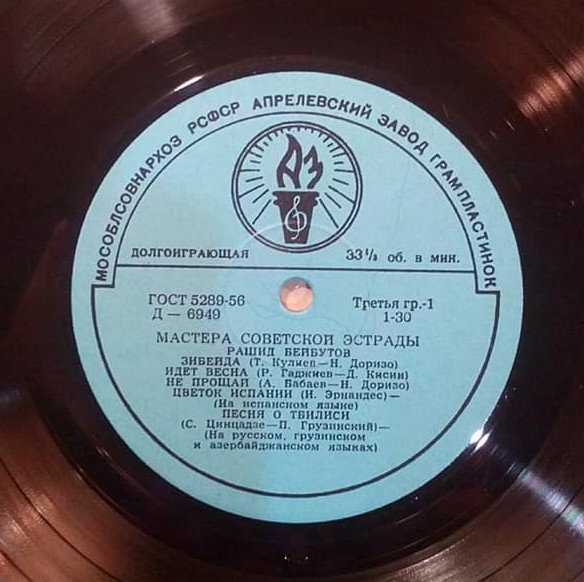 МОСОБЛСОВНАРХОЗ РСФСР АПРЕЛЕВСКИЙ ЗАВОД ГРАМПЛАСТИНОК
АЗ
ДОЛГОИГРАЮЩАЯ 33⅓ об. в мин.
ГОСТ 5289-56 Третья гр.-1
Д — 6949 1-30
МАСТЕРА СОВЕТСКОЙ ЭСТРАДЫ
РАШИД БЕЙБУТОВ
ЗИБЕЙДА (Т. Кулиев—Н. Доризо)
ИДЕТ ВЕСНА (Р. Гаджиев—Д. Кисин)
НЕ ПРОЩАЙ (А. Бабаев—Н. Доризо)
ЦВЕТОК ИСПАНИИ (И. Эрнандес)—
(На испанском языке)
ПЕСНЯ О ТБИЛИСИ
(С. Цинцадзе—П. Грузинский)—
(На русском, грузинском
и азербайджанском языках)